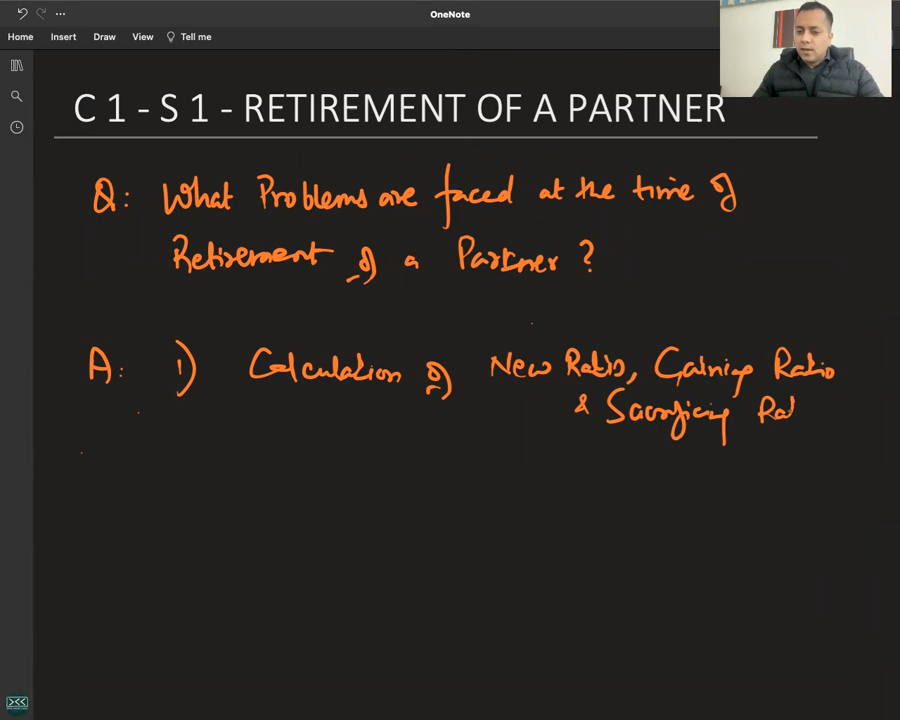 OneNote
Home Insert Draw View Tell me
C 1 - S 1 - RETIREMENT OF A PARTNER
Q: What Problems are faced at the time of
Retirement of a Partner ?
A: 1) Calculation of New Ratio, Gaining Ratio
& Sacrificing Rat